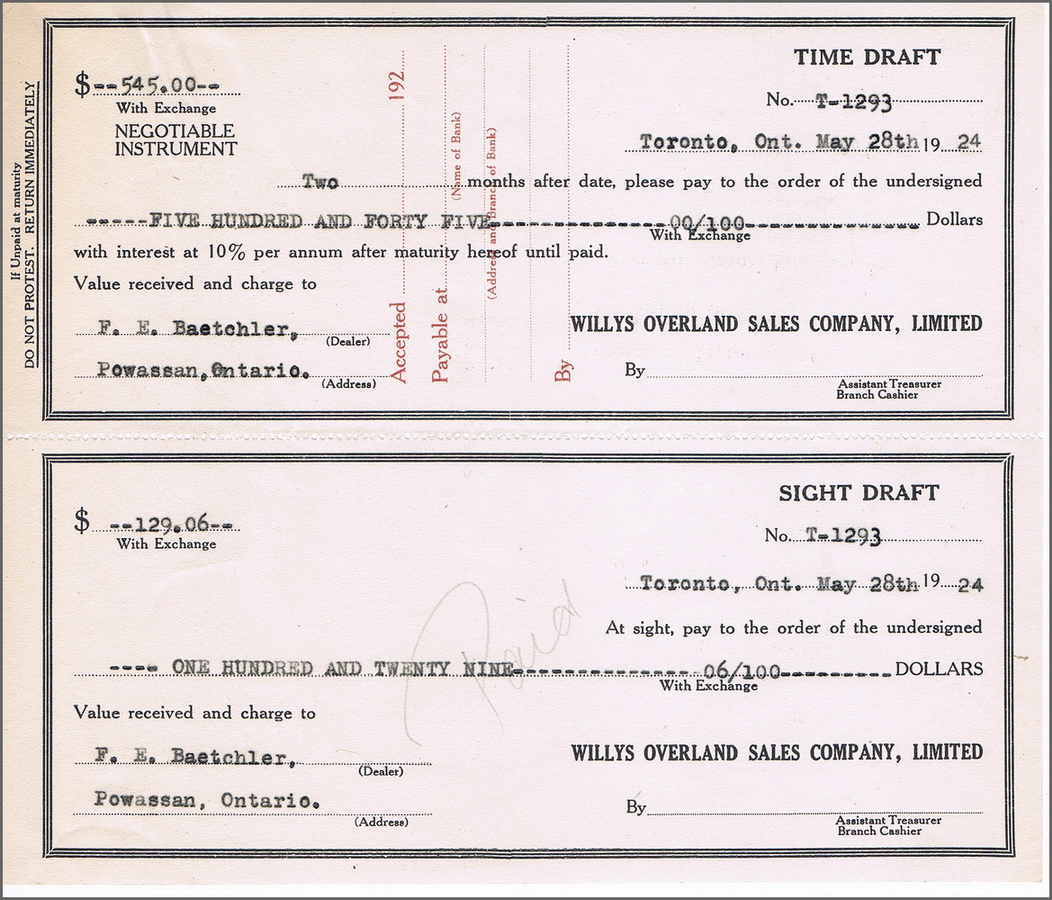 If Unpaid at maturity
DO NOT PROTEST. RETURN IMMEDIATELY
TIME DRAFT
$--545.00--
With Exchange
No. T-1293
NEGOTIABLE
INSTRUMENT
Toronto, Ont. May 28th 19 24
Two months after date, please pay to the order of the undersigned
-----FIVE HUNDRED AND FORTY FIVE-----------------00/100----------------- Dollars
With Exchange
with interest at 10% per annum after maturity hereof until paid.
Value received and charge to
F. E. Baetchler,
(Dealer)
WILLYS OVERLAND SALES COMPANY, LIMITED
Powassan, Ontario.
(Address)
By
Assistant Treasurer
Branch Cashier
Accepted 192
Payable at
(Name of Bank)
(Address and Branch of Bank)
By
SIGHT DRAFT
$ --129.06--
With Exchange
No. T-1293
Toronto, Ont. May 28th 19 24
At sight, pay to the order of the undersigned
---- ONE HUNDRED AND TWENTY NINE----------------- 06/100---------- DOLLARS
With Exchange
Paid
Value received and charge to
F. E. Baetchler,
(Dealer)
WILLYS OVERLAND SALES COMPANY, LIMITED
Powassan, Ontario.
(Address)
By
Assistant Treasurer
Branch Cashier